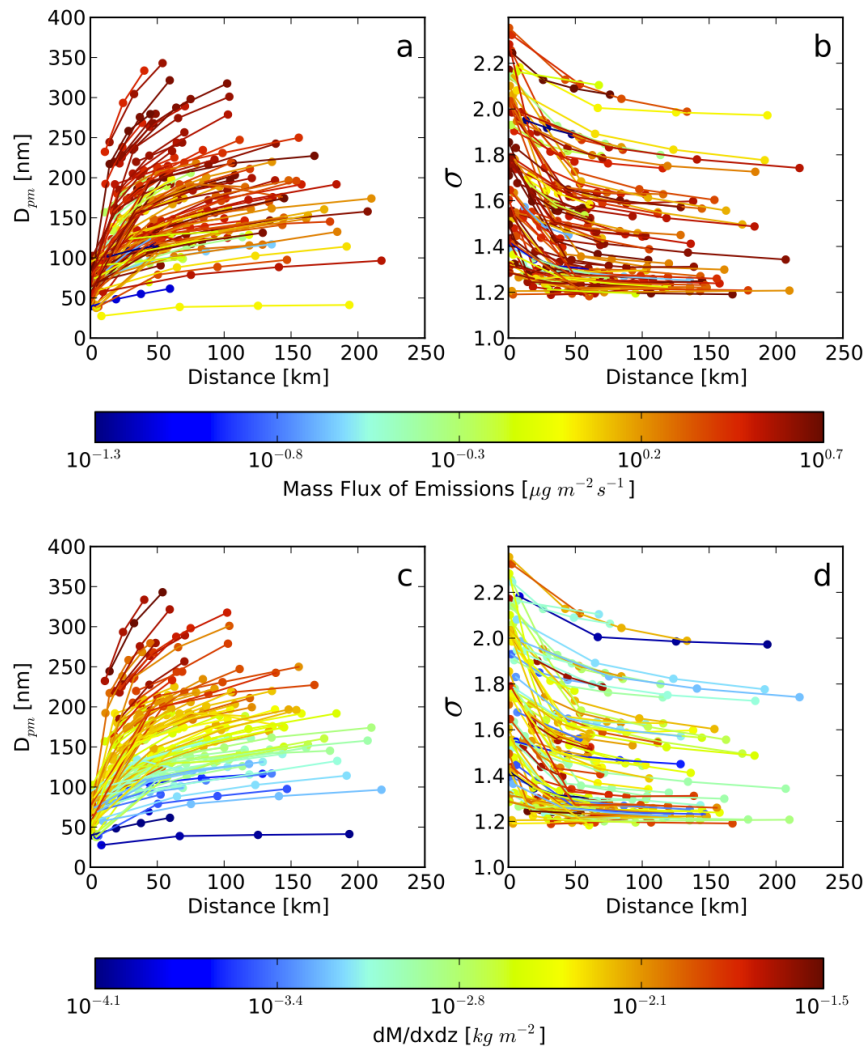 400
350
300
250
200
150
100
50
0
D_{pm} [nm]
a
0 50 100 150 200 250
Distance [km]
2.2
2.0
1.8
1.6
1.4
1.2
1.0
σ
b
0 50 100 150 200 250
Distance [km]
10^{-1.3} 10^{-0.8} 10^{-0.3} 10^{0.2} 10^{0.7}
Mass Flux of Emissions [μg m^{-2} s^{-1}]
400
350
300
250
200
150
100
50
0
D_{pm} [nm]
c
0 50 100 150 200 250
Distance [km]
2.2
2.0
1.8
1.6
1.4
1.2
1.0
σ
d
0 50 100 150 200 250
Distance [km]
10^{-4.1} 10^{-3.4} 10^{-2.8} 10^{-2.1} 10^{-1.5}
dM/dxdz [kg m^{-2}]